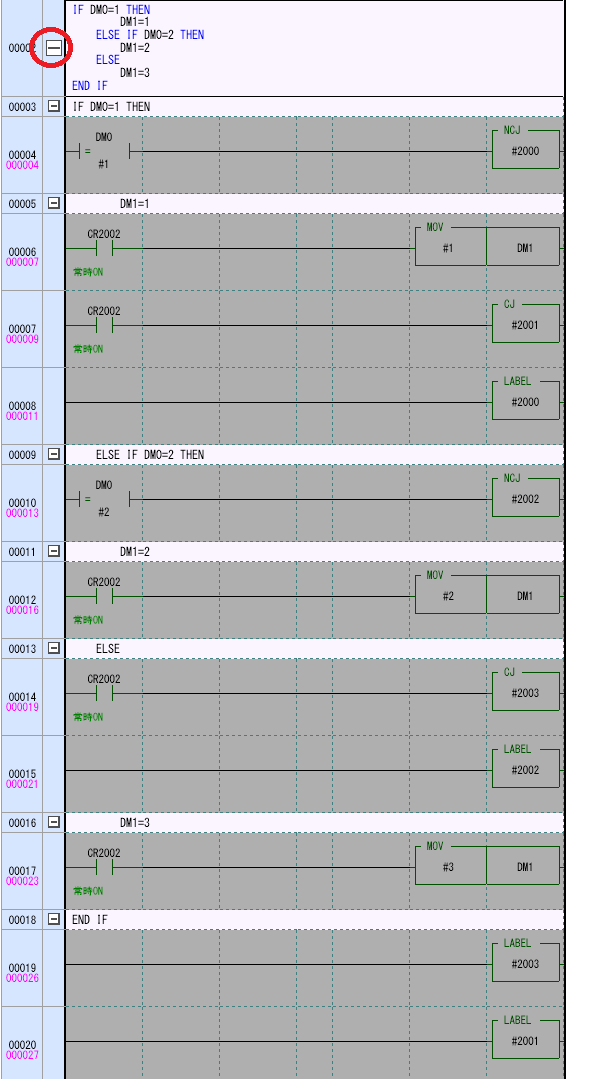 IF DM0=1 THEN
DM1=1
ELSE IF DM0=2 THEN
00002
DM1=2
ELSE
DM1=3
END IF
00003 IF DM0=1 THEN
DM0 NCJ
00004 = #2000
000004 #1
00005 DM1=1
CR2002 MOV
00006 #1 DM1
000007
常時ON
CR2002 CJ
00007 #2001
000009
常時ON
LABEL
00008 #2000
000011
00009 ELSE IF DM0=2 THEN
DM0 NCJ
00010 = #2002
000013 #2
00011 DM1=2
CR2002 MOV
00012 #2 DM1
000016
常時ON
00013 ELSE
CR2002 CJ
00014 #2003
000019
常時ON
LABEL
00015 #2002
000021
00016 DM1=3
CR2002 MOV
00017 #3 DM1
000023
常時ON
00018 END IF
LABEL
00019 #2003
000026
LABEL
00020 #2001
000027